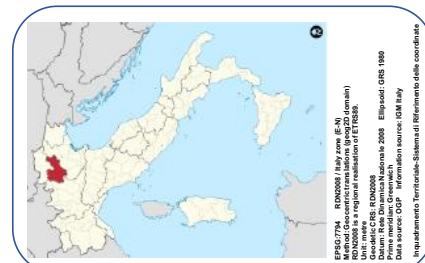 EPSG:7794 RDN2008 / Italy zone (E-N)
Method: Geocentric translations (geog2D domain)
RDN2008 is a regional realisation of ETRS89.
Unit: metre
Geodetic CRS: RDN2008
Datum: Rete Dinamica Nazionale 2008 Ellipsoid: GRS 1980
Prime meridian: Greenwich
Data source: OGP Information source: IGM Italy
Inquadramento Territoriale-Sistema di Riferimento delle coordinate